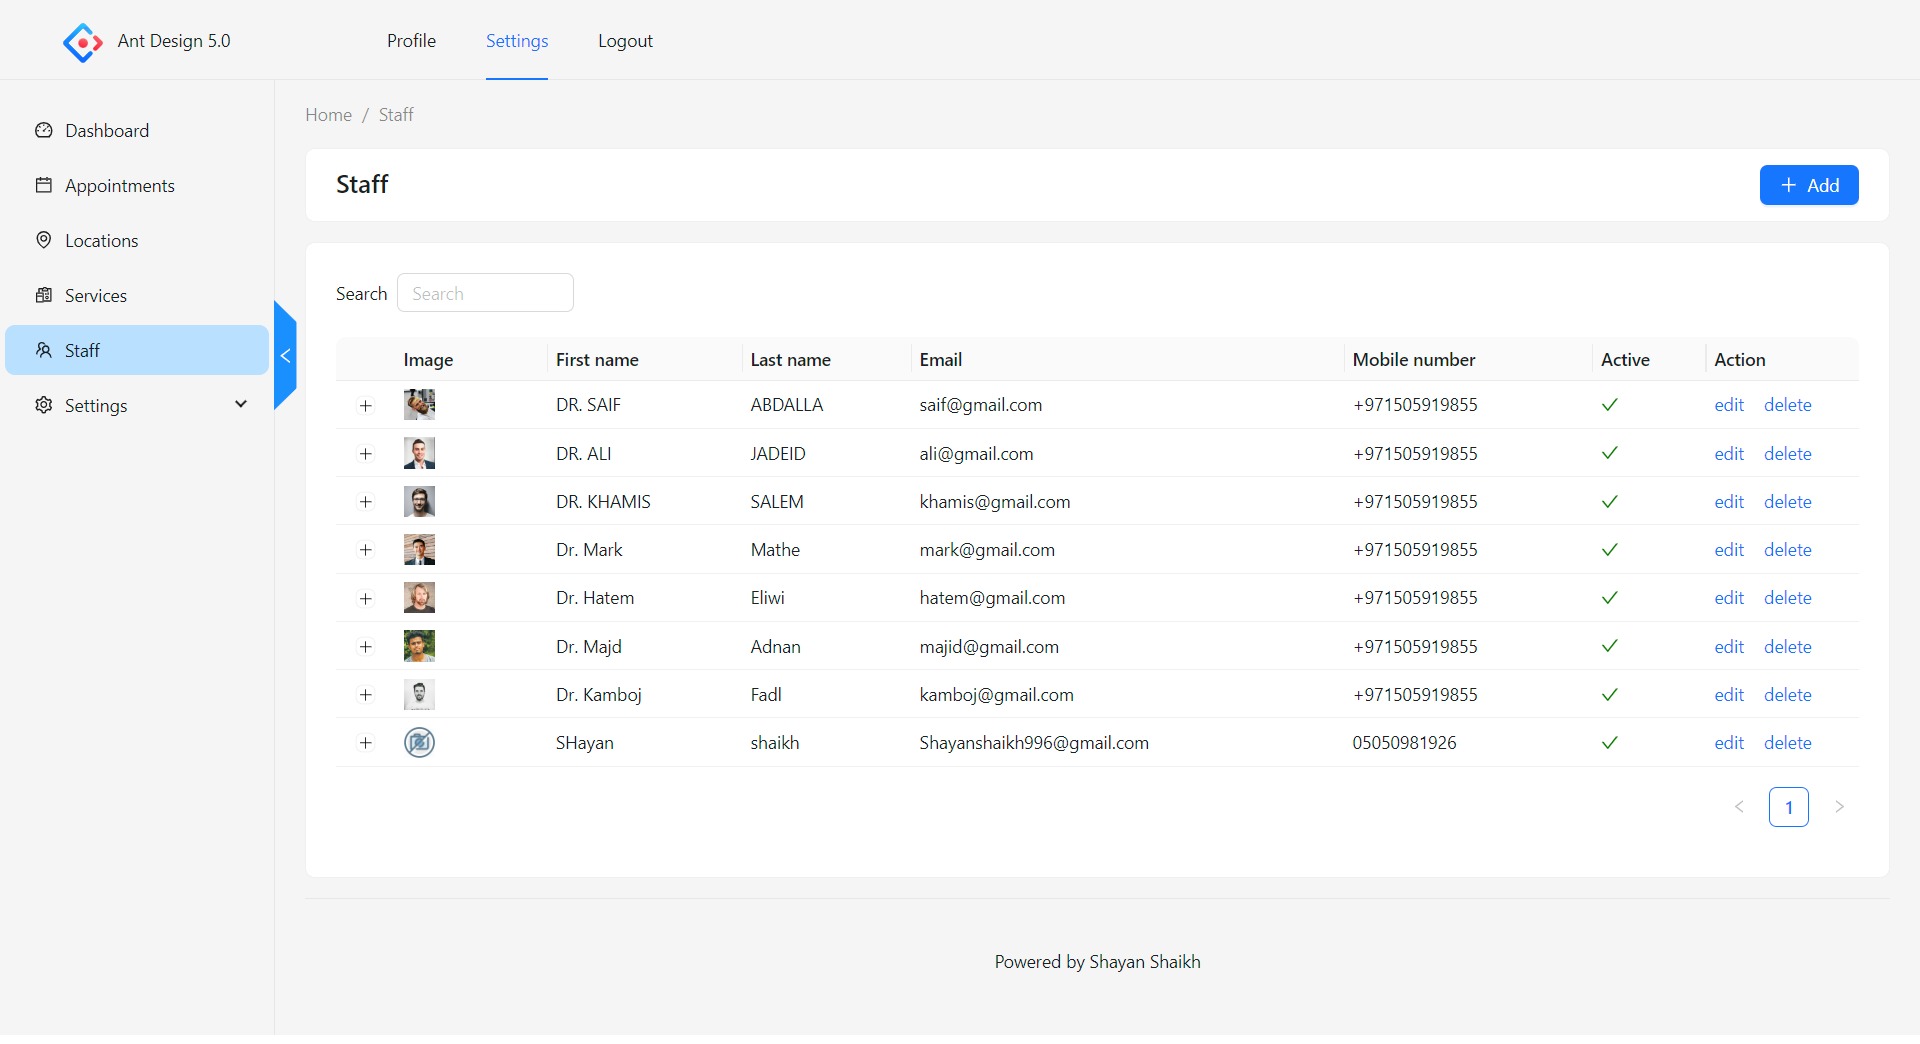 Ant Design 5.0
Profile
Settings
Logout
Dashboard
Appointments
Locations
Services
Staff
Settings
Home / Staff
Staff
Add
Search
Search
Image First name Last name Email Mobile number Active Action
DR. SAIF ABDALLA saif@gmail.com +971505919855 edit delete
DR. ALI JADEID ali@gmail.com +971505919855 edit delete
DR. KHAMIS SALEM khamis@gmail.com +971505919855 edit delete
Dr. Mark Mathe mark@gmail.com +971505919855 edit delete
Dr. Hatem Eliwi hatem@gmail.com +971505919855 edit delete
Dr. Majd Adnan majid@gmail.com +971505919855 edit delete
Dr. Kamboj Fadl kamboj@gmail.com +971505919855 edit delete
SHayan shaikh Shayanshaikh996@gmail.com 05050981926 edit delete
1
Powered by Shayan Shaikh